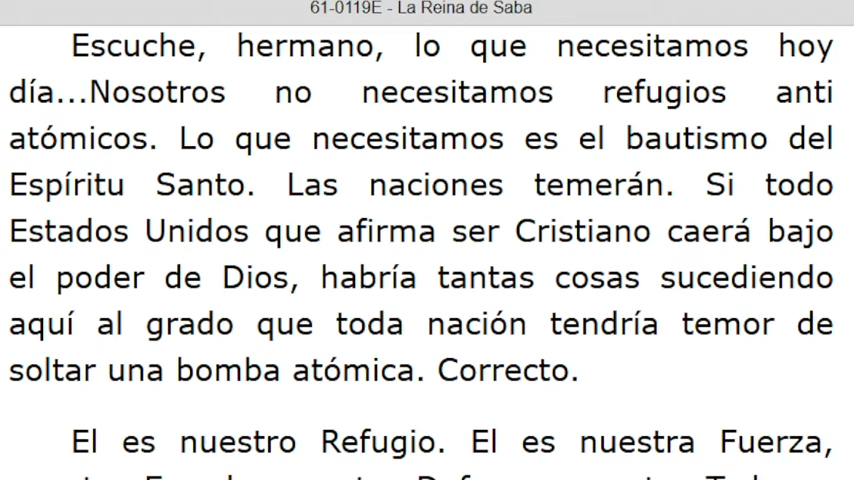 61-0119E - La Reina de Saba
Escuche, hermano, lo que necesitamos hoy
día...Nosotros no necesitamos refugios anti
atómicos. Lo que necesitamos es el bautismo del
Espíritu Santo. Las naciones temerán. Si todo
Estados Unidos que afirma ser Cristiano caerá bajo
el poder de Dios, habría tantas cosas sucediendo
aquí al grado que toda nación tendría temor de
soltar una bomba atómica. Correcto.
El es nuestro Refugio. El es nuestra Fuerza,